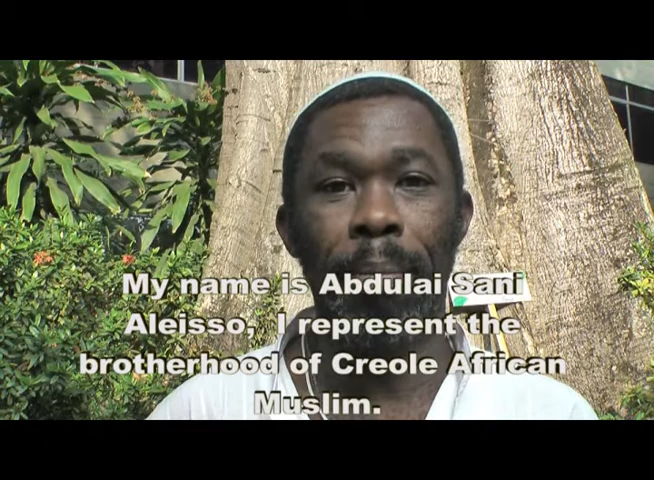 My name is Abdulai Sani
Aleisso, I represent the
brotherhood of Creole African
Muslim.